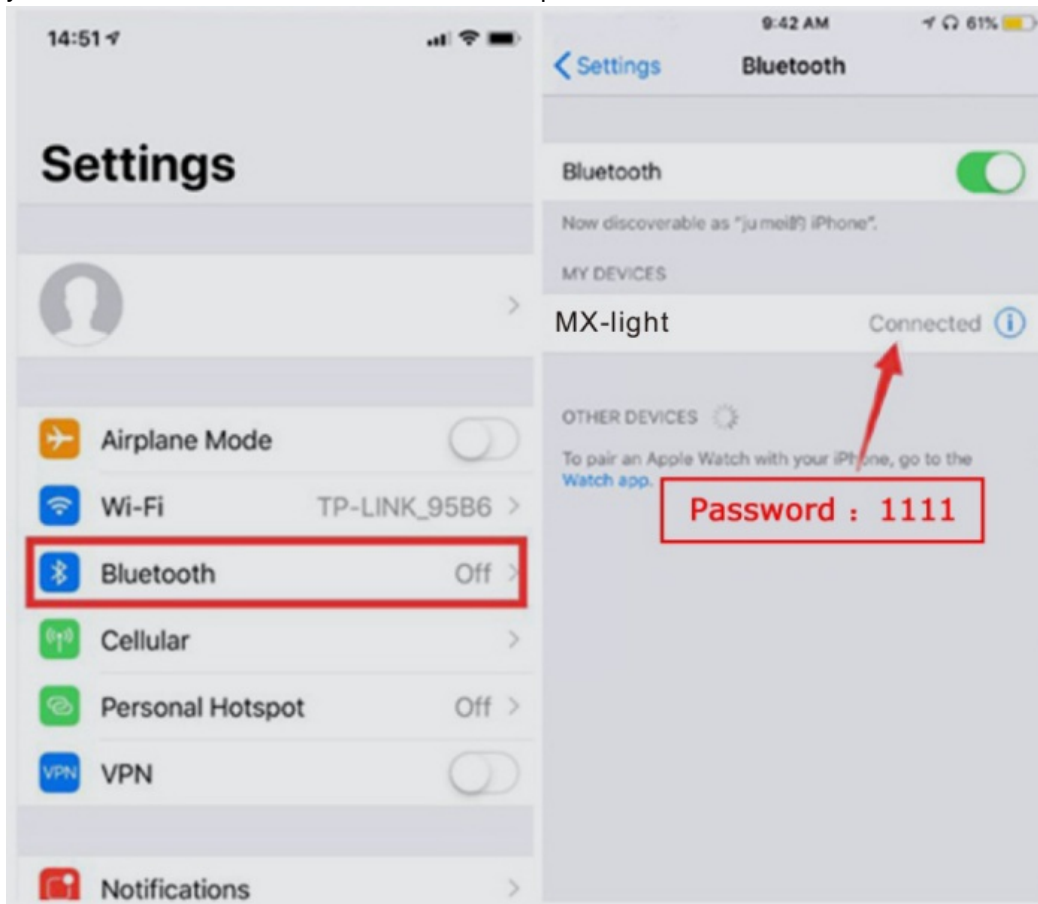 14:51
Settings
Airplane Mode
Wi-Fi TP-LINK_95B6
Bluetooth Off
Cellular
Personal Hotspot Off
VPN VPN
Notifications
9:42 AM 61%
Settings Bluetooth
Bluetooth
Now discoverable as "ju mei的 iPhone".
MY DEVICES
MX-light Connected
OTHER DEVICES
To pair an Apple Watch with your iPhone, go to the
Watch app.
Password : 1111